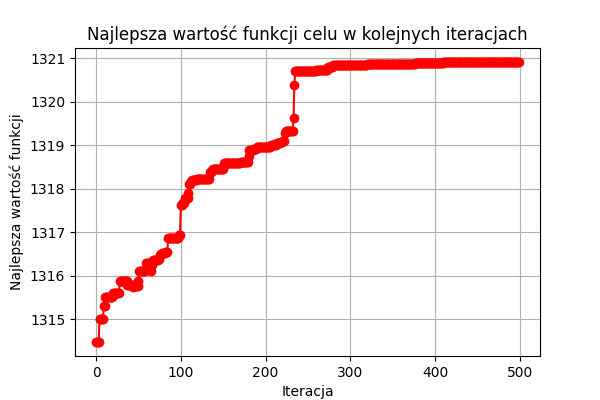 Najlepsza wartość funkcji celu w kolejnych iteracjach
Najlepsza wartość funkcji
1321
1320
1319
1318
1317
1316
1315
0 100 200 300 400 500
Iteracja